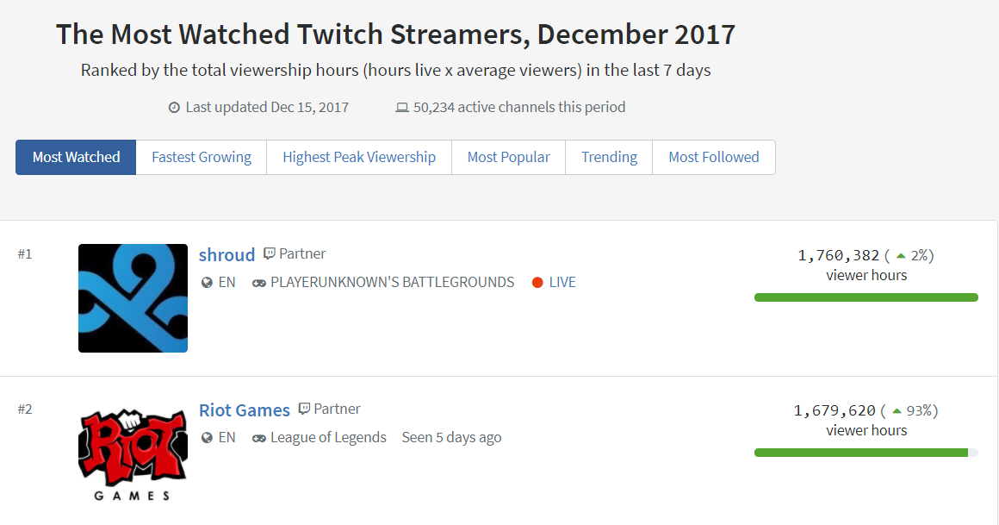 The Most Watched Twitch Streamers, December 2017
Ranked by the total viewership hours (hours live x average viewers) in the last 7 days
Last updated Dec 15, 2017 50,234 active channels this period
Most Watched Fastest Growing Highest Peak Viewership Most Popular Trending Most Followed
#1 shroud Partner 1,760,382 ( 2%)
EN PLAYERUNKNOWN'S BATTLEGROUNDS LIVE viewer hours
#2 Riot Games Partner 1,679,620 ( 93%)
EN League of Legends Seen 5 days ago viewer hours
RIOT
GAMES